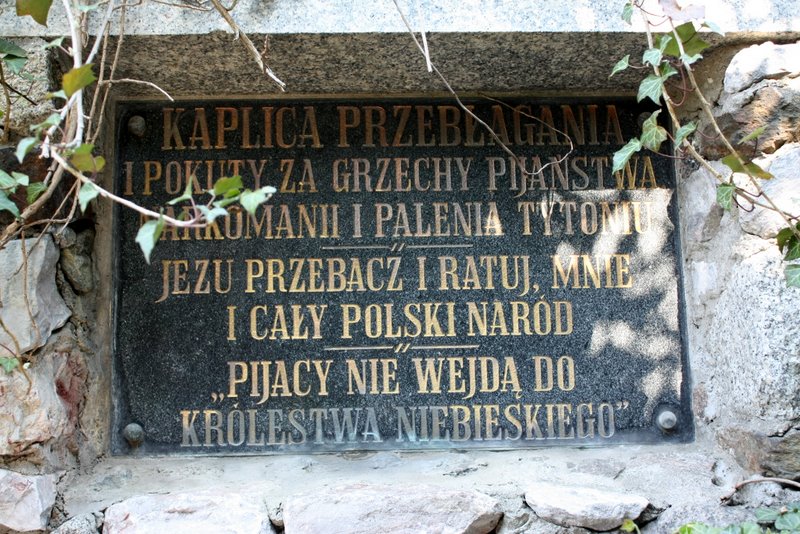 KAPLICA PRZEBŁAGANIA
I POKUTY ZA GRZECHY PIJAŃSTWA
NARKOMANII I PALENIA TYTONIU
JEZU PRZEBACZ I RATUJ, MNIE
I CAŁY POLSKI NARÓD
„PIJACY NIE WEJDĄ DO
KRÓLESTWA NIEBIESKIEGO”